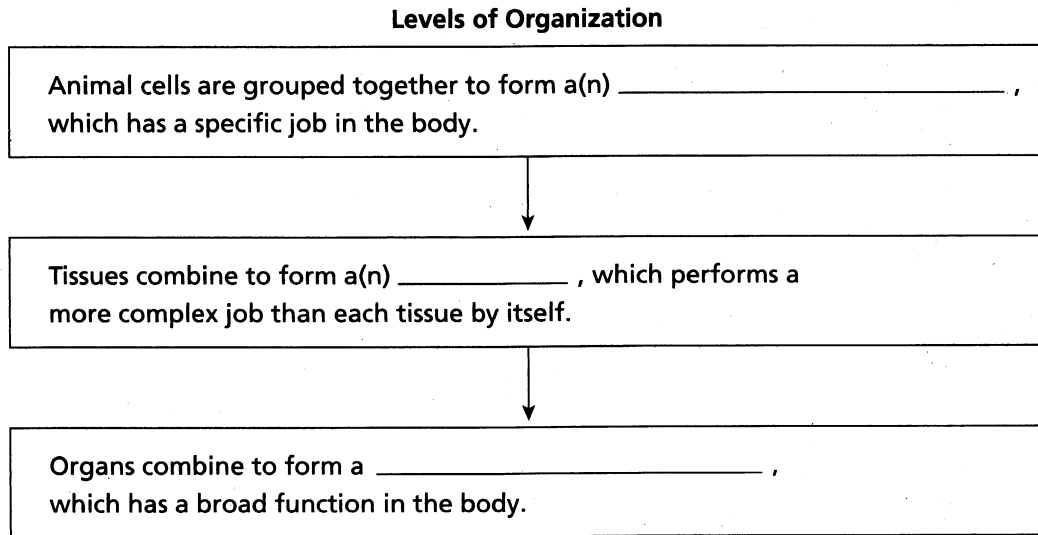 Levels of Organization
Animal cells are grouped together to form a(n) ______________________________ ,
which has a specific job in the body.
Tissues combine to form a(n) _____________ , which performs a
more complex job than each tissue by itself.
Organs combine to form a ______________________________ ,
which has a broad function in the body.